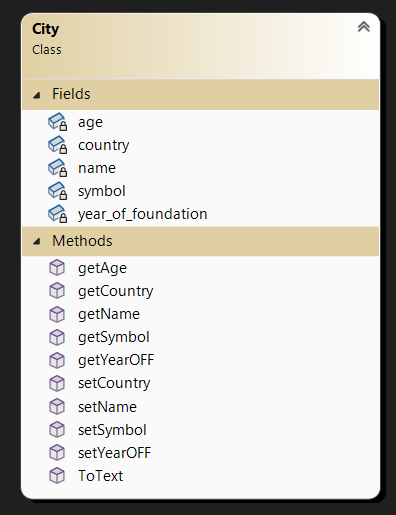 City
Class
Fields
age
country
name
symbol
year_of_foundation
Methods
getAge
getCountry
getName
getSymbol
getYearOFF
setCountry
setName
setSymbol
setYearOFF
ToText